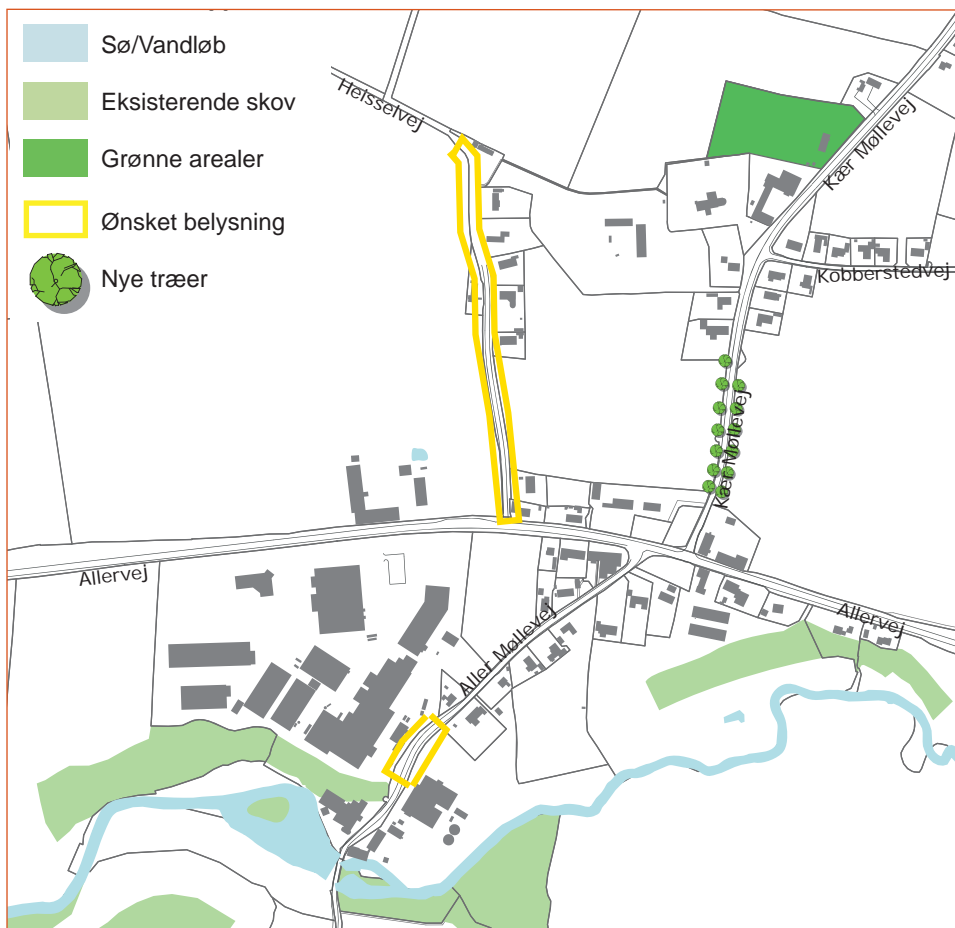 Sø/Vandløb
Eksisterende skov
Grønne arealer
Ønsket belysning
Nye træer
Heisselvej
Kær Møllevej
Kobberstedvej
Kær Møllevej
Allervej
Aller Møllevej
Allervej